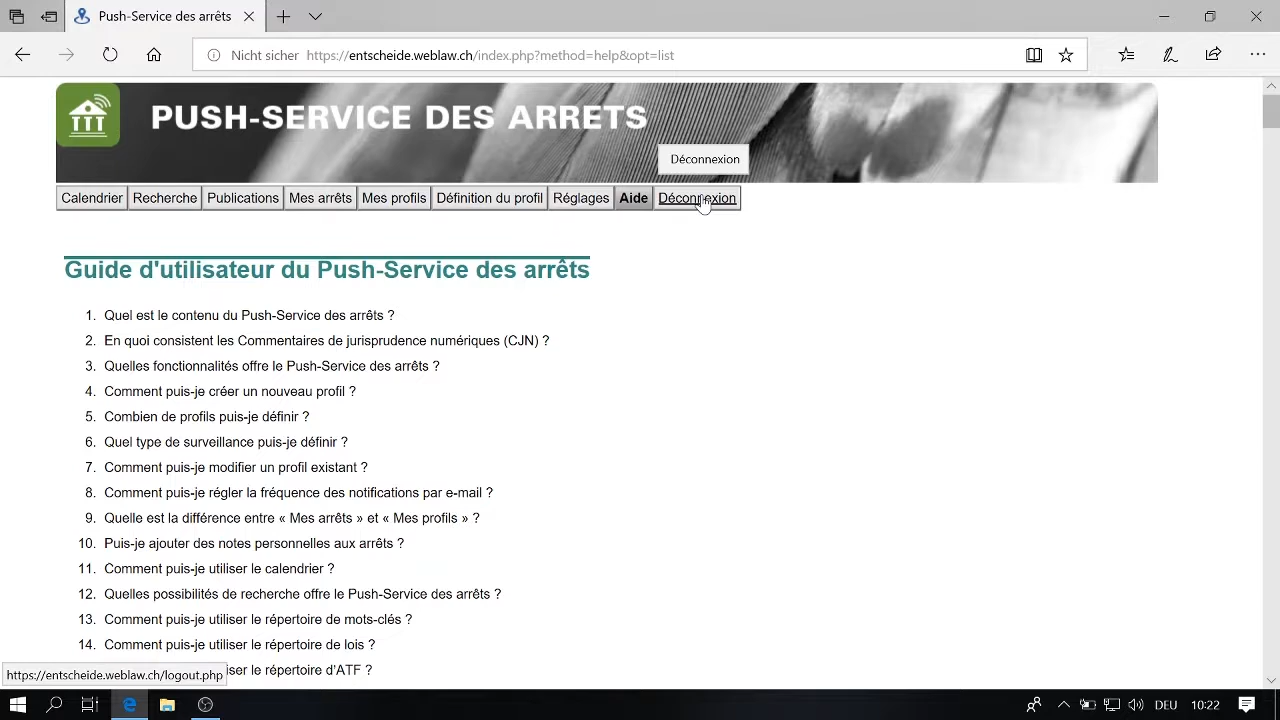 Push-Service des arrêts
Nicht sicher https://entscheide.weblaw.ch/index.php?method=help&opt=list
PUSH-SERVICE DES ARRETS
Déconnexion
Calendrier Recherche Publications Mes arrêts Mes profils Définition du profil Réglages Aide Déconnexion
Guide d'utilisateur du Push-Service des arrêts
1. Quel est le contenu du Push-Service des arrêts ?
2. En quoi consistent les Commentaires de jurisprudence numériques (CJN) ?
3. Quelles fonctionnalités offre le Push-Service des arrêts ?
4. Comment puis-je créer un nouveau profil ?
5. Combien de profils puis-je définir ?
6. Quel type de surveillance puis-je définir ?
7. Comment puis-je modifier un profil existant ?
8. Comment puis-je régler la fréquence des notifications par e-mail ?
9. Quelle est la différence entre « Mes arrêts » et « Mes profils » ?
10. Puis-je ajouter des notes personnelles aux arrêts ?
11. Comment puis-je utiliser le calendrier ?
12. Quelles possibilités de recherche offre le Push-Service des arrêts ?
13. Comment puis-je utiliser le répertoire de mots-clés ?
14. Comment puis-je utiliser le répertoire de lois ?
iser le répertoire d'ATF ?
https://entscheide.weblaw.ch/logout.php
DEU 10:22